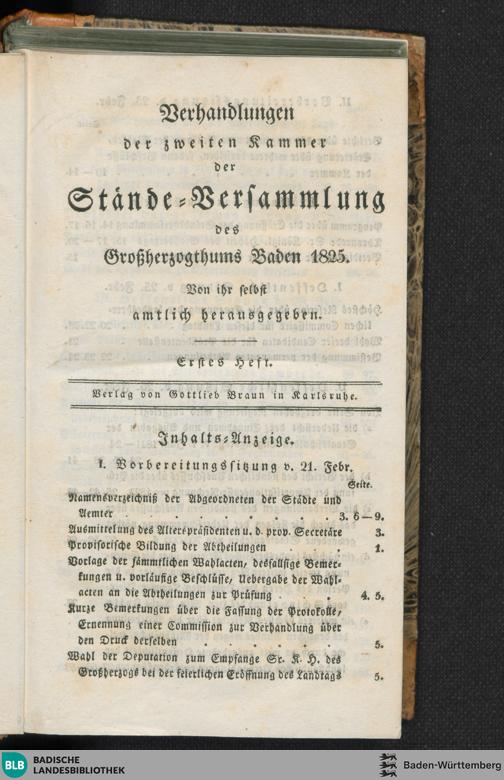 Verhandlungen
der zweiten Kammer
der
Stände-Versammlung
des
Großherzogthums Baden 1825.
Von ihr selbst
amtlich herausgegeben.
Erstes Heft.
Verlag von Gottlieb Braun in Karlsruhe.
Inhalts-Anzeige.
I. Vorbereitungssitzung v. 21. Febr.
Seite.
Namensverzeichniß der Abgeordneten der Städte und
Aemter . . . . . . . . 3. 6—9.
Ausmittelung des Alterspräsidenten u. d. prov. Secretäre 3.
Provisorische Bildung der Abtheilungen . . . 1.
Vorlage der sämmtlichen Wahlacten, desfallsige Bemer-
kungen u. vorläufige Beschlüsse, Uebergabe der Wahl-
acten an die Abtheilungen zur Prüfung . . 4. 5.
Kurze Bemerkungen über die Fassung der Protokolle,
Ernennung einer Commission zur Verhandlung über
den Druck derselben . . . . . . 5.
Wahl der Deputation zum Empfange Sr. K. H. des
Großherzogs bei der feierlichen Eröffnung des Landtags 5.
BLB BADISCHE
LANDESBIBLIOTHEK
Baden-Württemberg